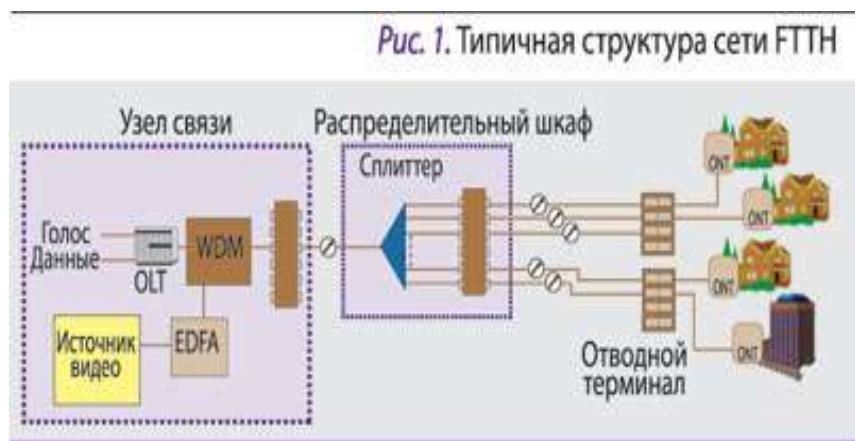 Рис. 1. Типичная структура сети FTTH
Узел связи
Распределительный шкаф
Сплиттер
Голос
Данные
OLT
WDM
Источник
видео
EDFA
Отводной
терминал
ONT
ONT
ONT
ONT